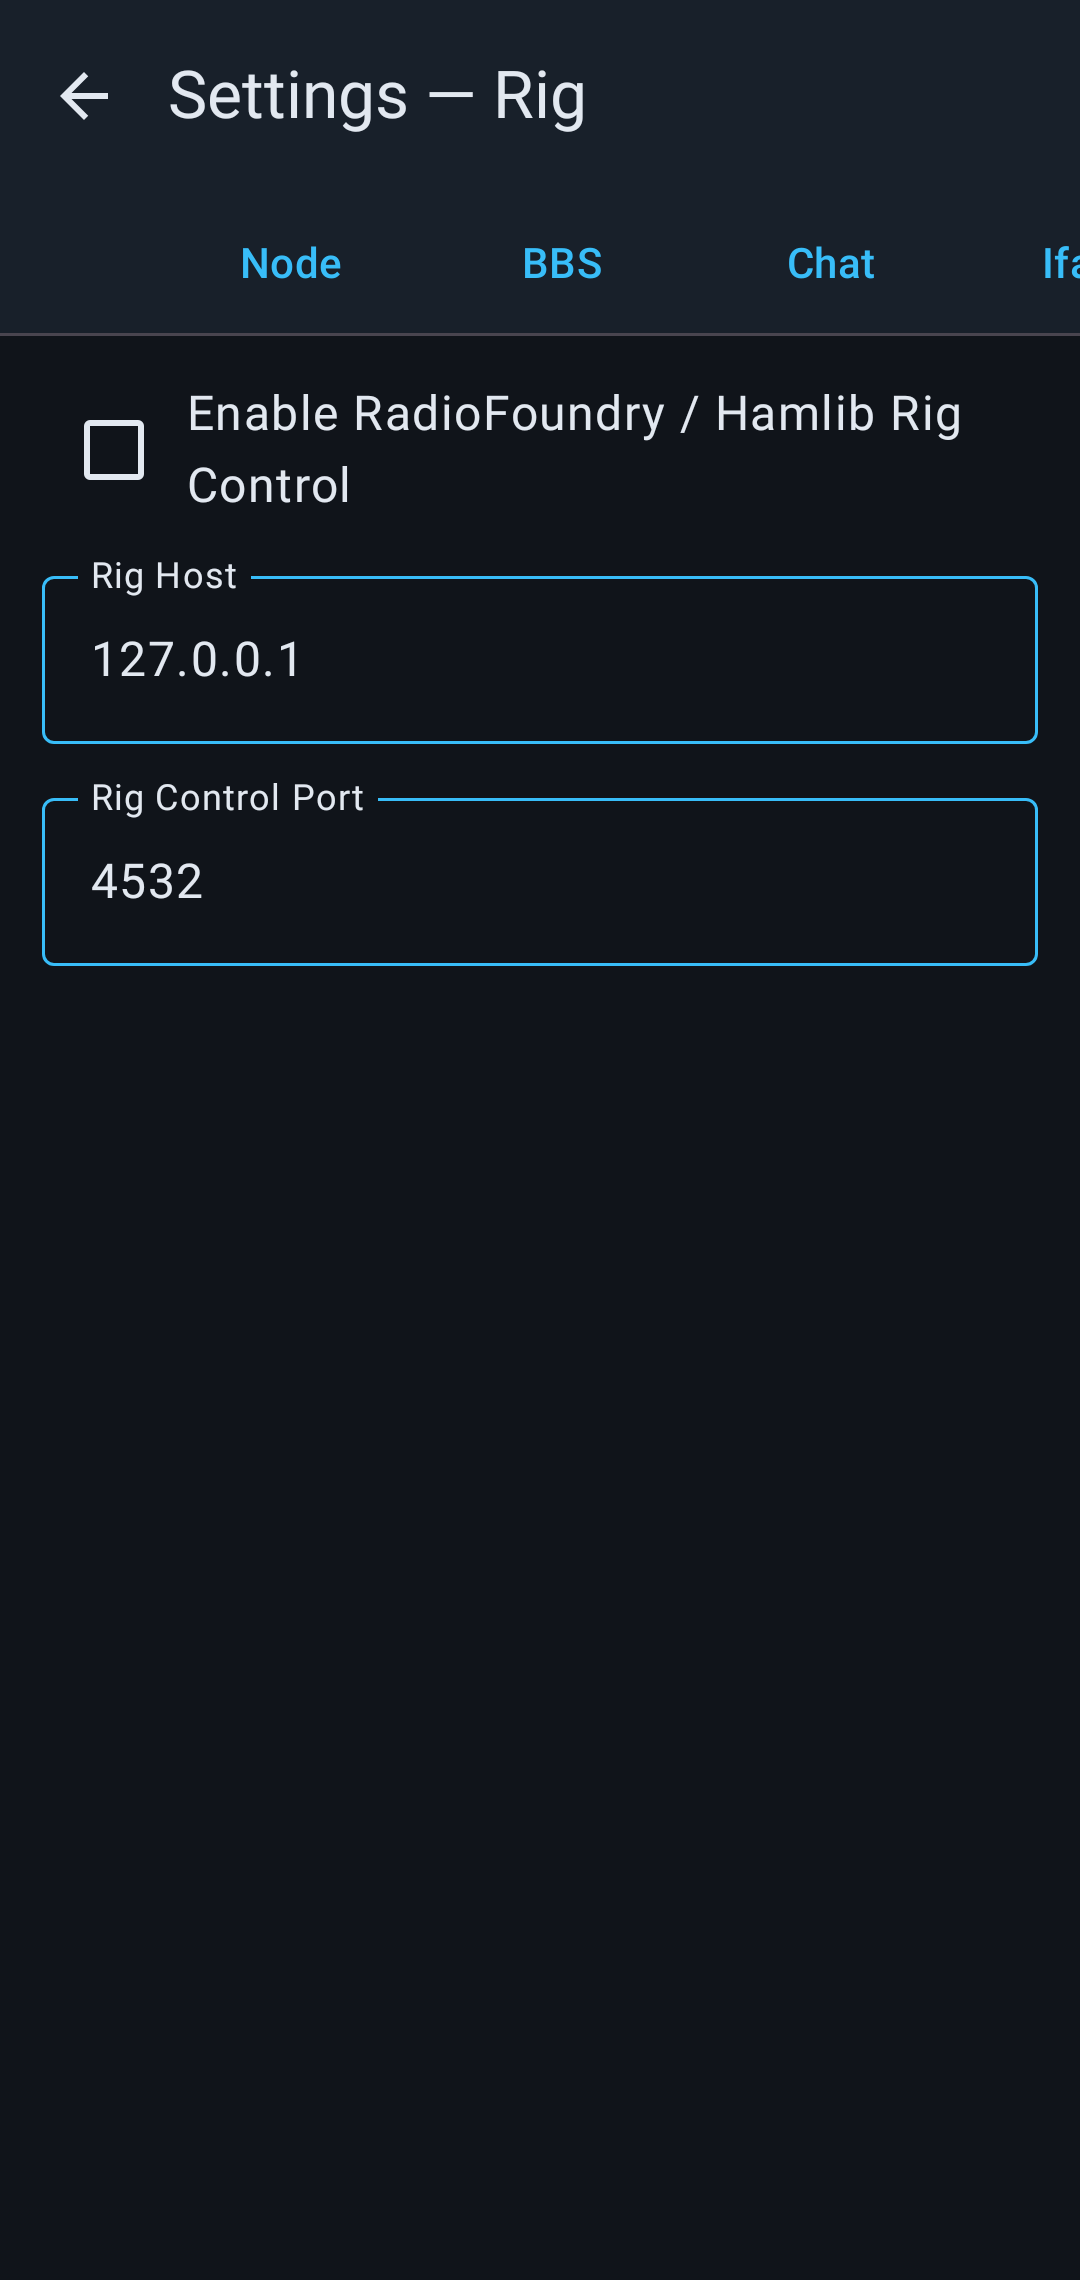 Settings — Rig
Node BBS Chat Ifa
Enable RadioFoundry / Hamlib Rig
Control
Rig Host
127.0.0.1
Rig Control Port
4532